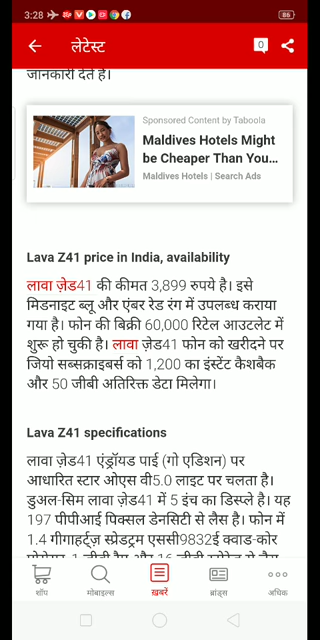 3:28
86
लेटेस्ट
0
जानकारी देते हैं।
Sponsored Content by Taboola
Maldives Hotels Might
be Cheaper Than You...
Maldives Hotels | Search Ads
Lava Z41 price in India, availability
लावा ज़ेड41 की कीमत 3,899 रुपये है। इसे
मिडनाइट ब्लू और एंबर रेड रंग में उपलब्ध कराया
गया है। फोन की बिक्री 60,000 रिटेल आउटलेट में
शुरू हो चुकी है। लावा ज़ेड41 फोन को खरीदने पर
जियो सब्सक्राइबर्स को 1,200 का इंस्टेंट कैशबैक
और 50 जीबी अतिरिक्त डेटा मिलेगा।
Lava Z41 specifications
लावा ज़ेड41 एंड्रॉयड पाई (गो एडिशन) पर
आधारित स्टार ओएस वी5.0 लाइट पर चलता है।
डुअल-सिम लावा ज़ेड41 में 5 इंच का डिस्प्ले है। यह
197 पीपीआई पिक्सल डेनसिटी से लैस है। फोन में
1.4 गीगाहर्ट्ज़ स्प्रेडट्रम एससी9832ई क्वाड-कोर
शॉप
मोबाइल्स
ख़बरें
ब्रांड्स
अधिक